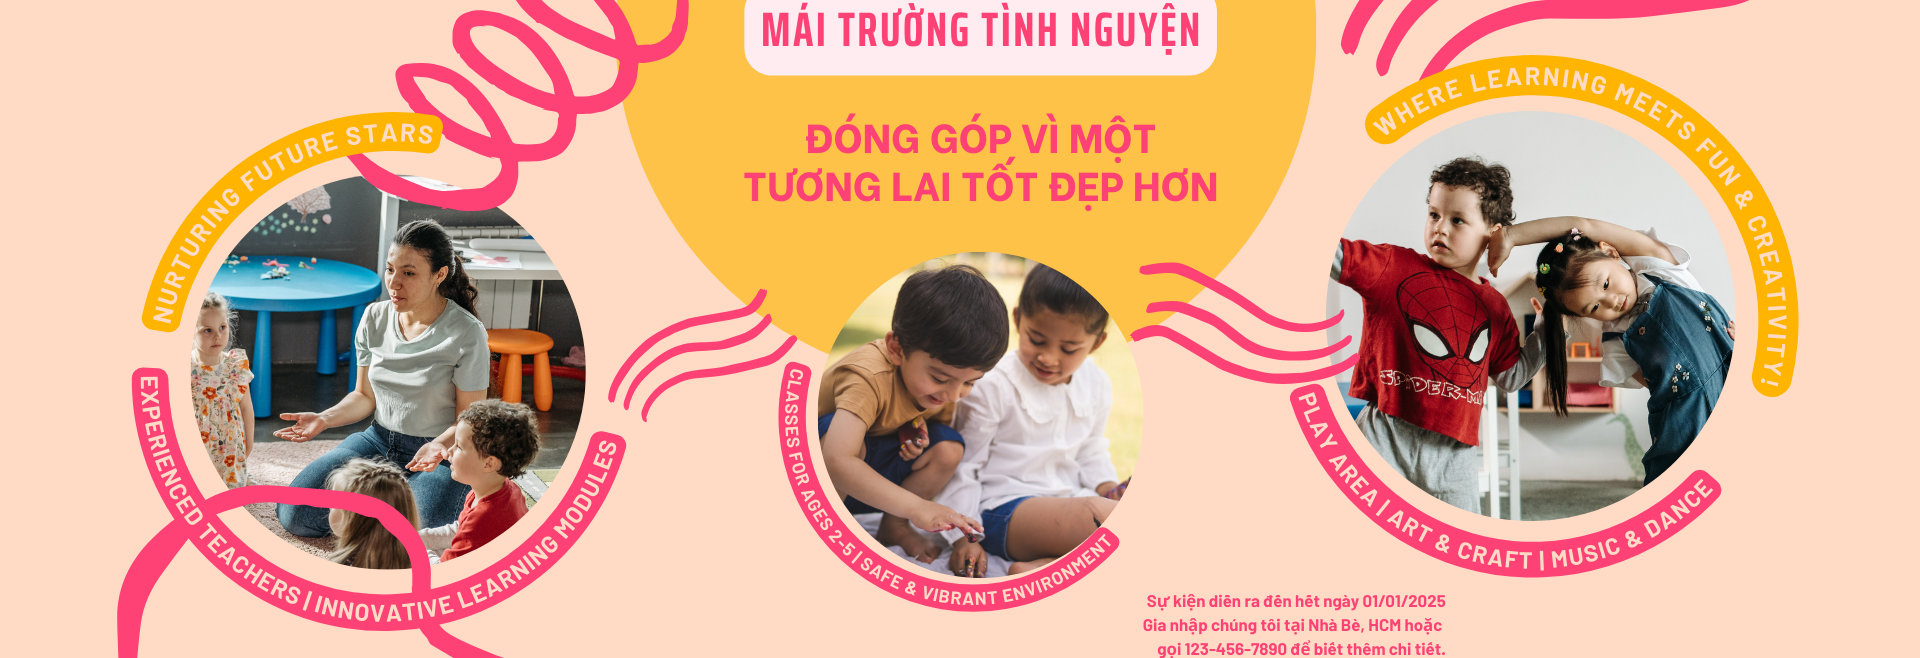 MÁI TRƯỜNG TÌNH NGUYỆN
ĐÓNG GÓP VÌ MỘT
TƯƠNG LAI TỐT ĐẸP HƠN
NURTURING FUTURE STARS
EXPERIENCED TEACHERS | INNOVATIVE LEARNING MODULES
CLASSES FOR AGES 2-5 | SAFE & VIBRANT ENVIRONMENT
WHERE LEARNING MEETS FUN & CREATIVITY!
SPIDER-MA
PLAY AREA | ART & CRAFT | MUSIC & DANCE
Sự kiện diễn ra đến hết ngày 01/01/2025
Gia nhập chúng tôi tại Nhà Bè, HCM hoặc
gọi 123-456-7890 để biết thêm chi tiết.